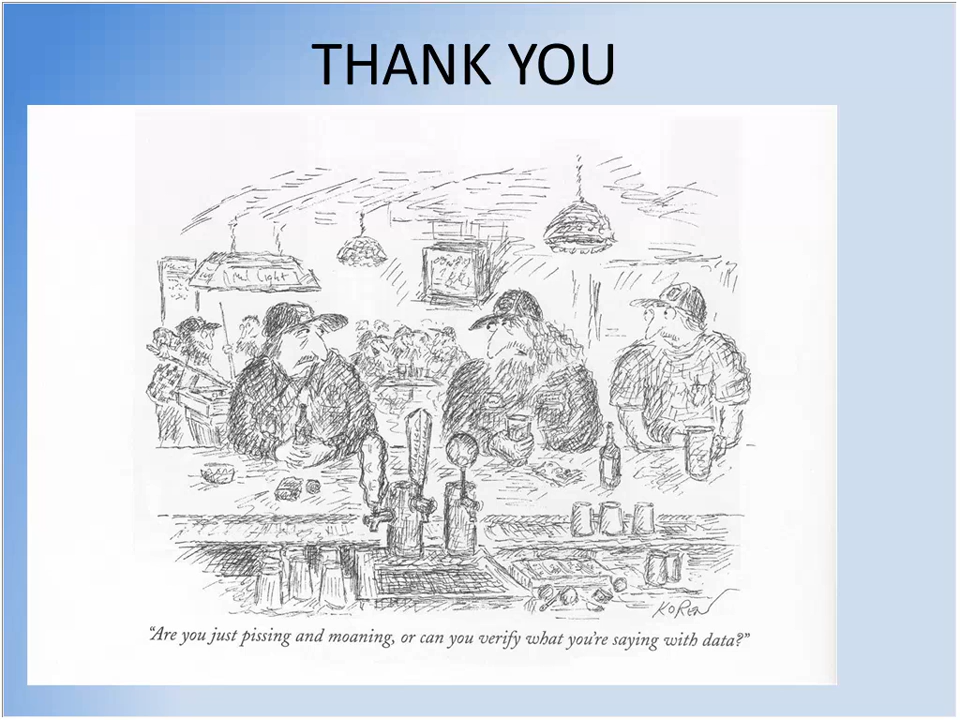 THANK YOU
light
KOREN
"Are you just pissing and moaning, or can you verify what you're saying with data?"